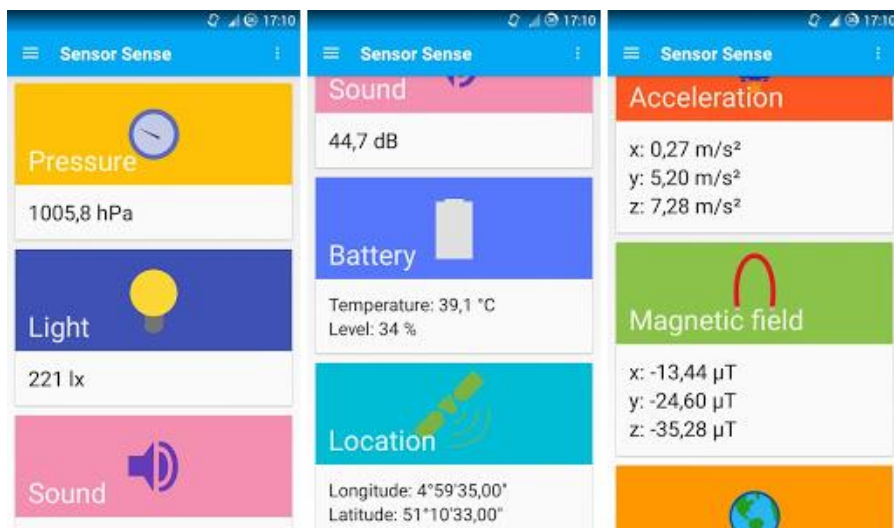 17:10
Sensor Sense
Pressure
1005,8 hPa
Light
221 lx
Sound
17:10
Sensor Sense
Sound
44,7 dB
Battery
Temperature: 39,1 °C
Level: 34 %
Location
Longitude: 4°59'35,00"
Latitude: 51°10'33,00"
17:10
Sensor Sense
Acceleration
x: 0,27 m/s²
y: 5,20 m/s²
z: 7,28 m/s²
Magnetic field
x: -13,44 µT
y: -24,60 µT
z: -35,28 µT